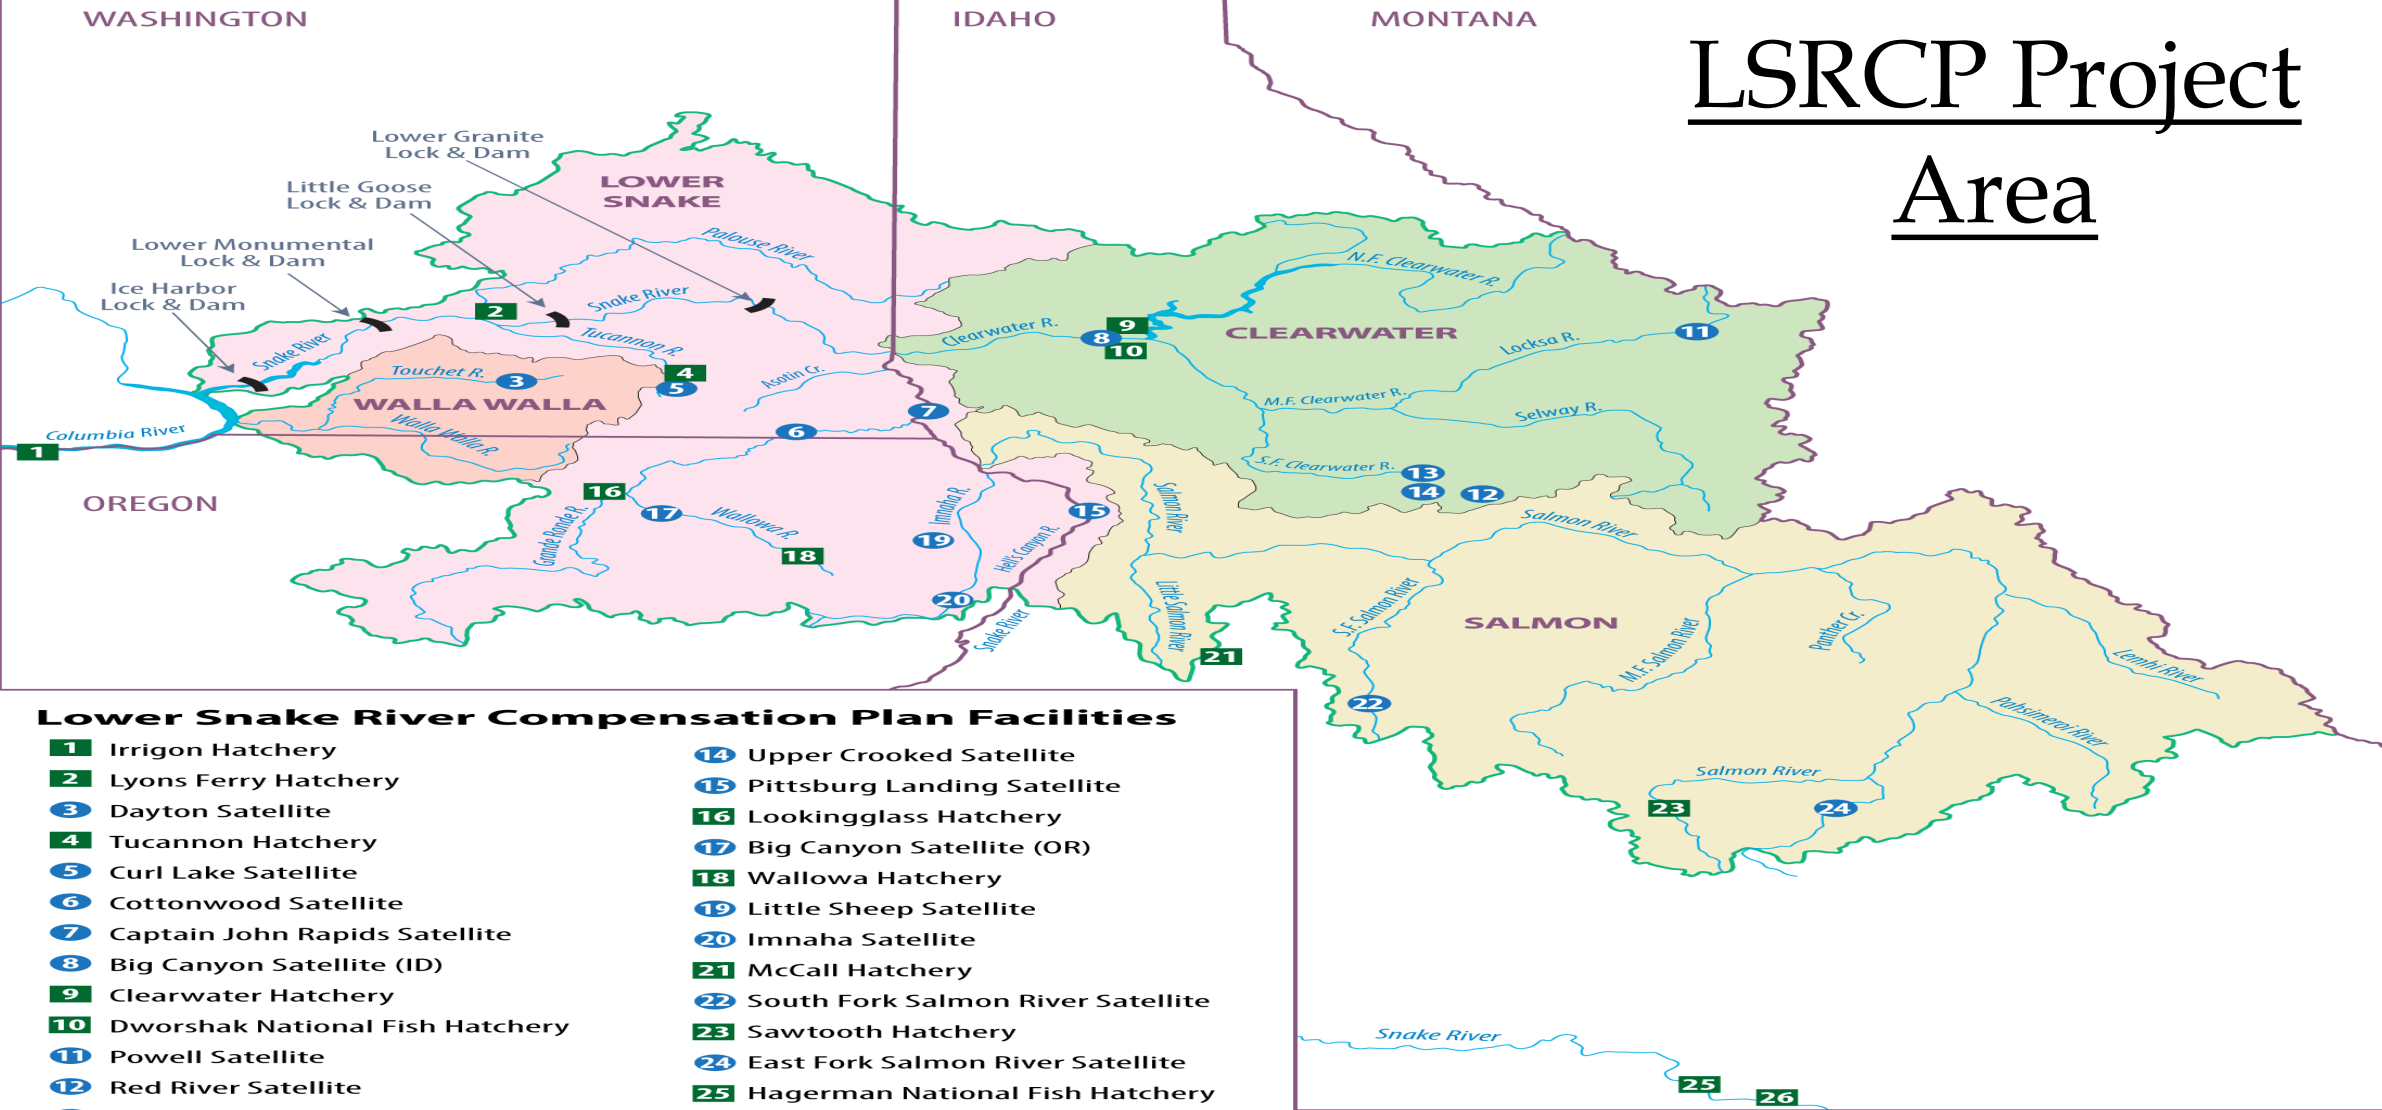 WASHINGTON
IDAHO
MONTANA
LSRCP Project
Area
Lower Granite
Lock & Dam
Little Goose
Lock & Dam
Lower Monumental
Lock & Dam
Ice Harbor
Lock & Dam
LOWER
SNAKE
Palouse River
Snake River
2
Tucannon R.
Snake River
Touchet R.
3
4
5
Asotin Cr.
WALLA WALLA
Walla Walla R.
Columbia River
1
6
7
OREGON
Clearwater R.
8
9
10
N.F. Clearwater R.
CLEARWATER
Locksa R.
11
M.F. Clearwater R.
Selway R.
S.F. Clearwater R.
13
14
12
16
Grande Ronde R.
17
Wallowa R.
18
Imnaha R.
19
20
Hell's Canyon R.
15
Snake River
Salmon River
Little Salmon River
21
Salmon River
S.F. Salmon River
SALMON
M.F. Salmon River
Panther Cr.
Lemhi River
Pahsimeroi River
22
Salmon River
23
24
Snake River
25
26
Lower Snake River Compensation Plan Facilities
1 Irrigon Hatchery
2 Lyons Ferry Hatchery
3 Dayton Satellite
4 Tucannon Hatchery
5 Curl Lake Satellite
6 Cottonwood Satellite
7 Captain John Rapids Satellite
8 Big Canyon Satellite (ID)
9 Clearwater Hatchery
10 Dworshak National Fish Hatchery
11 Powell Satellite
12 Red River Satellite
14 Upper Crooked Satellite
15 Pittsburg Landing Satellite
16 Lookingglass Hatchery
17 Big Canyon Satellite (OR)
18 Wallowa Hatchery
19 Little Sheep Satellite
20 Imnaha Satellite
21 McCall Hatchery
22 South Fork Salmon River Satellite
23 Sawtooth Hatchery
24 East Fork Salmon River Satellite
25 Hagerman National Fish Hatchery